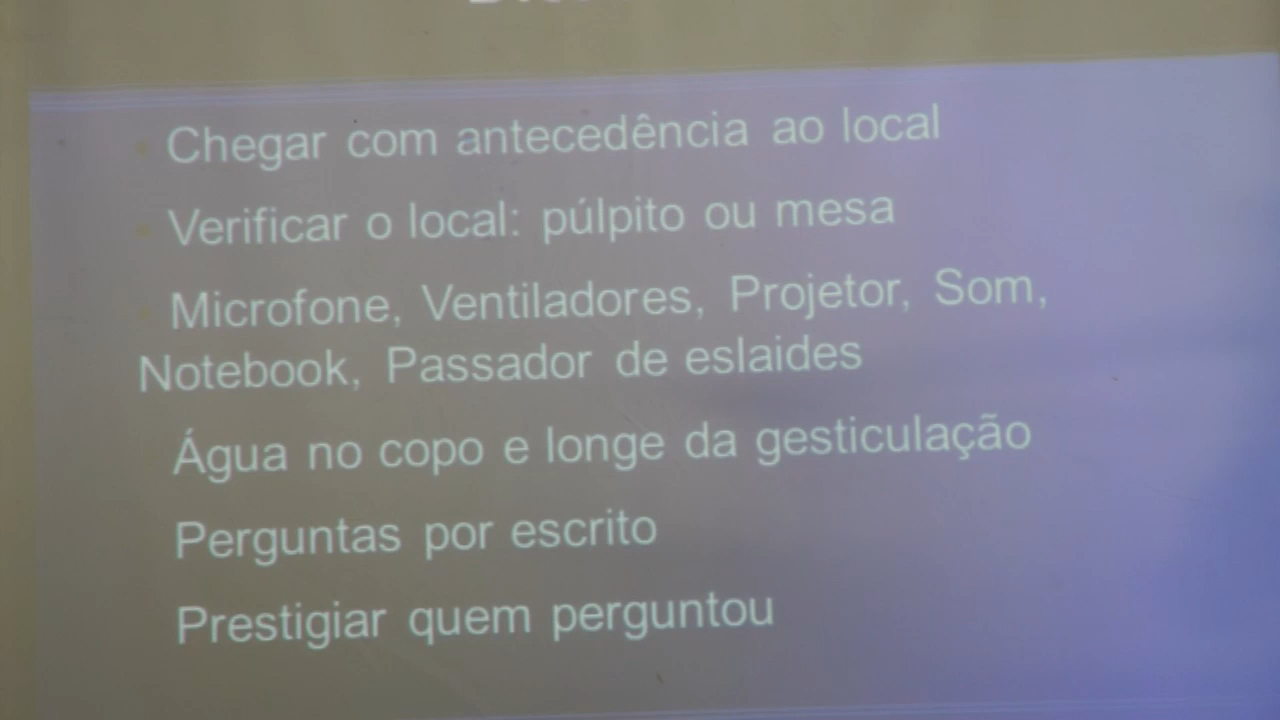 Chegar com antecedência ao local
Verificar o local: púlpito ou mesa
Microfone, Ventiladores, Projetor, Som,
Notebook, Passador de eslaides
Água no copo e longe da gesticulação
Perguntas por escrito
Prestigiar quem perguntou